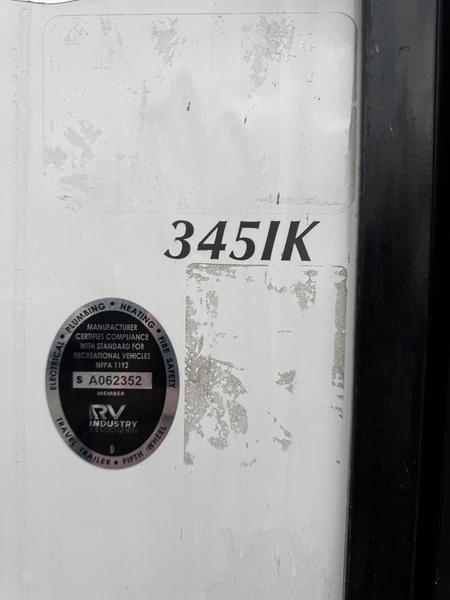 345IK
ELECTRICAL • PLUMBING • HEATING • FIRE SAFETY
MANUFACTURER
CERTIFIES COMPLIANCE
WITH STANDARD FOR
RECREATIONAL VEHICLES
NFPA 1192
S A062352
MEMBER
RV
INDUSTRY
ASSOCIATION
D
TRAVEL TRAILER • FIFTH WHEEL